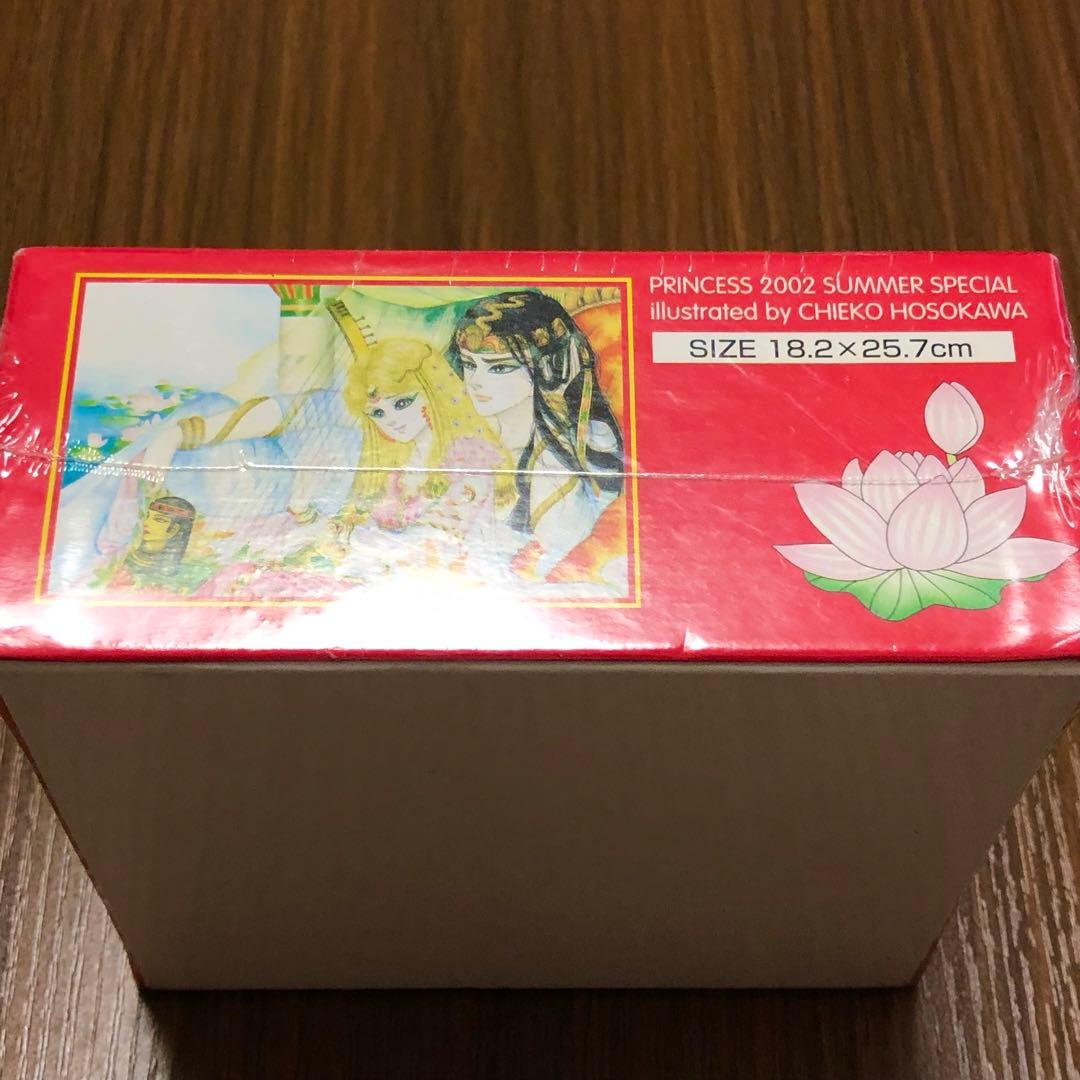 PRINCESS 2002 SUMMER SPECIAL
illustrated by CHIEKO HOSOKAWA
SIZE 18.2×25.7cm